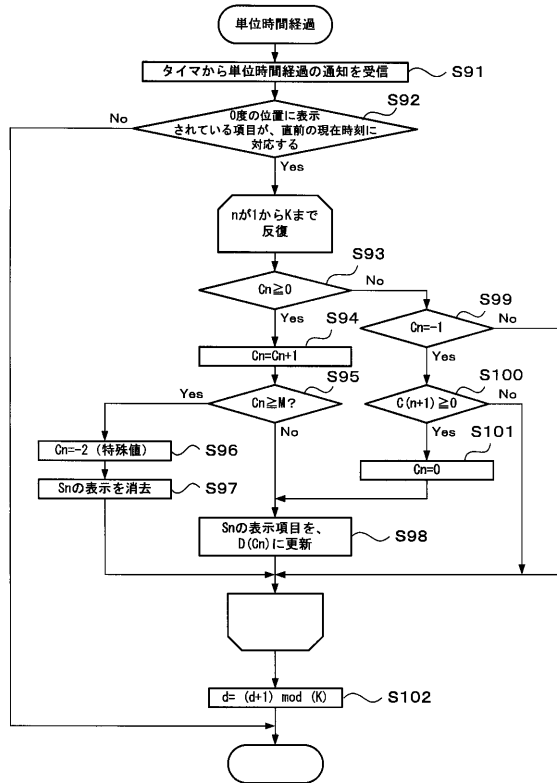 単位時間経過
タイマから単位時間経過の通知を受信
S91
0度の位置に表示
されている項目が、直前の現在時刻に
対応する
S92
No
Yes
nが1からKまで
反復
Cn≧0
S93
No
Yes
Cn=Cn+1
S94
Cn=-1
S99
No
Yes
Cn≧M?
S95
Yes
No
C(n+1)≧0
S100
No
Yes
Cn=-2 (特殊値)
S96
Cn=0
S101
Snの表示を消去
S97
Snの表示項目を、
D(Cn)に更新
S98
d= (d+1) mod (K)
S102